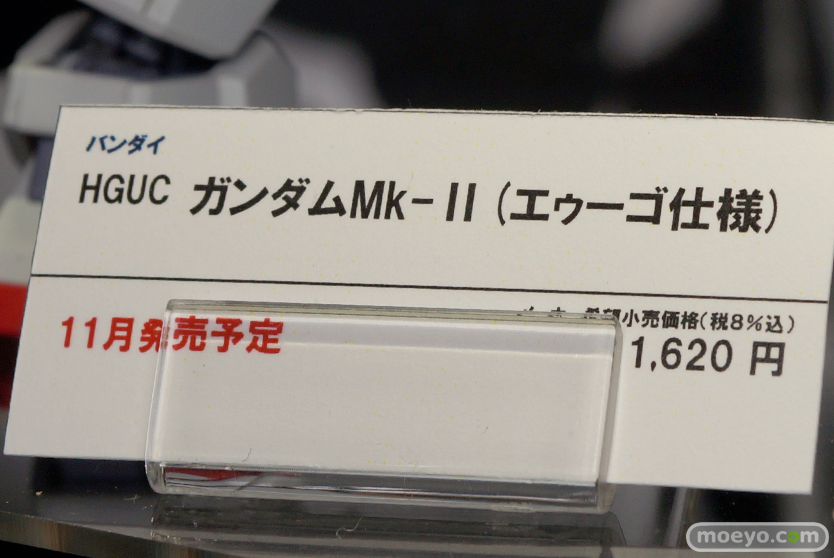 バンダイ
HGUC ガンダムMk-II (エゥーゴ仕様)
11月発売予定
希望小売価格(税8%込)
1,620 円
moeyo.com